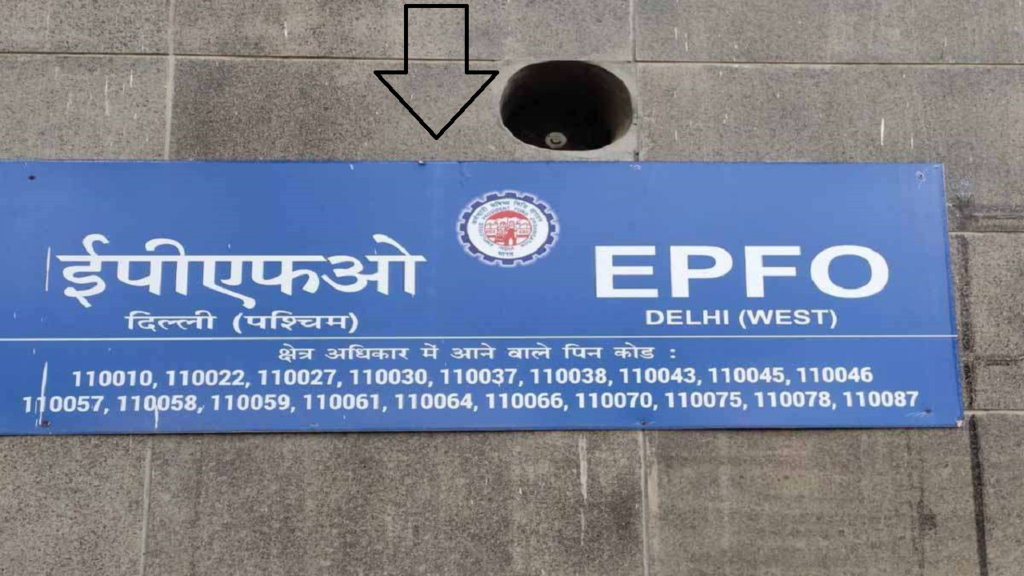 ईपीएफओ
EPFO
दिल्ली (पश्चिम)
DELHI (WEST)
क्षेत्र अधिकार में आने वाले पिन कोड :
110010, 110022, 110027, 110030, 110037, 110038, 110043, 110045, 110046
110057, 110058, 110059, 110061, 110064, 110066, 110070, 110075, 110078, 110087